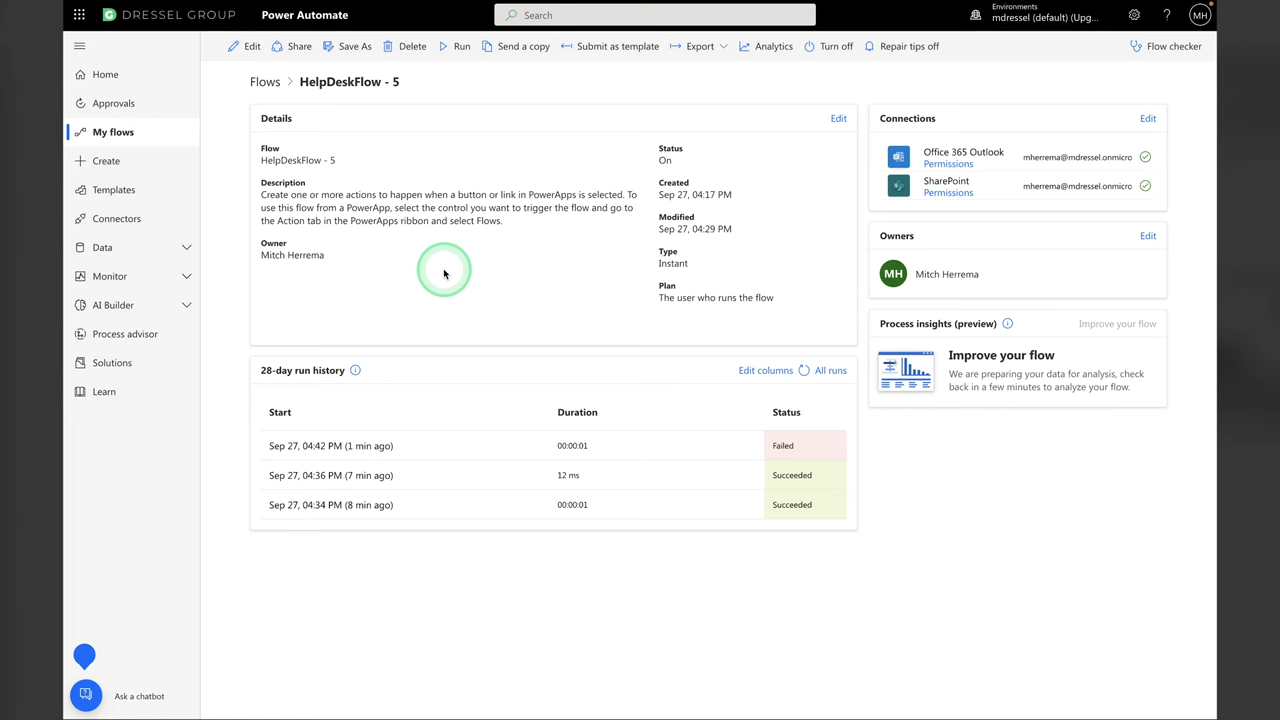 DRESSEL GROUP
Power Automate
Search
Environments
mdressel (default) (Upg...
MH
Edit
Share
Save As
Delete
Run
Send a copy
Submit as template
Export
Analytics
Turn off
Repair tips off
Flow checker
Home
Approvals
My flows
Create
Templates
Connectors
Data
Monitor
AI Builder
Process advisor
Solutions
Learn
Ask a chatbot
Flows > HelpDeskFlow - 5
Details
Edit
Flow
HelpDeskFlow - 5
Description
Create one or more actions to happen when a button or link in PowerApps is selected. To
use this flow from a PowerApp, select the control you want to trigger the flow and go to
the Action tab in the PowerApps ribbon and select Flows.
Owner
Mitch Herrema
Status
On
Created
Sep 27, 04:17 PM
Modified
Sep 27, 04:29 PM
Type
Instant
Plan
The user who runs the flow
28-day run history
Edit columns
All runs
Start Duration Status
Sep 27, 04:42 PM (1 min ago) 00:00:01 Failed
Sep 27, 04:36 PM (7 min ago) 12 ms Succeeded
Sep 27, 04:34 PM (8 min ago) 00:00:01 Succeeded
Connections
Edit
Office 365 Outlook
Permissions
mherrema@mdressel.onmicro
SharePoint
Permissions
mherrema@mdressel.onmicro
Owners
Edit
MH
Mitch Herrema
Process insights (preview)
Improve your flow
Improve your flow
We are preparing your data for analysis, check
back in a few minutes to analyze your flow.